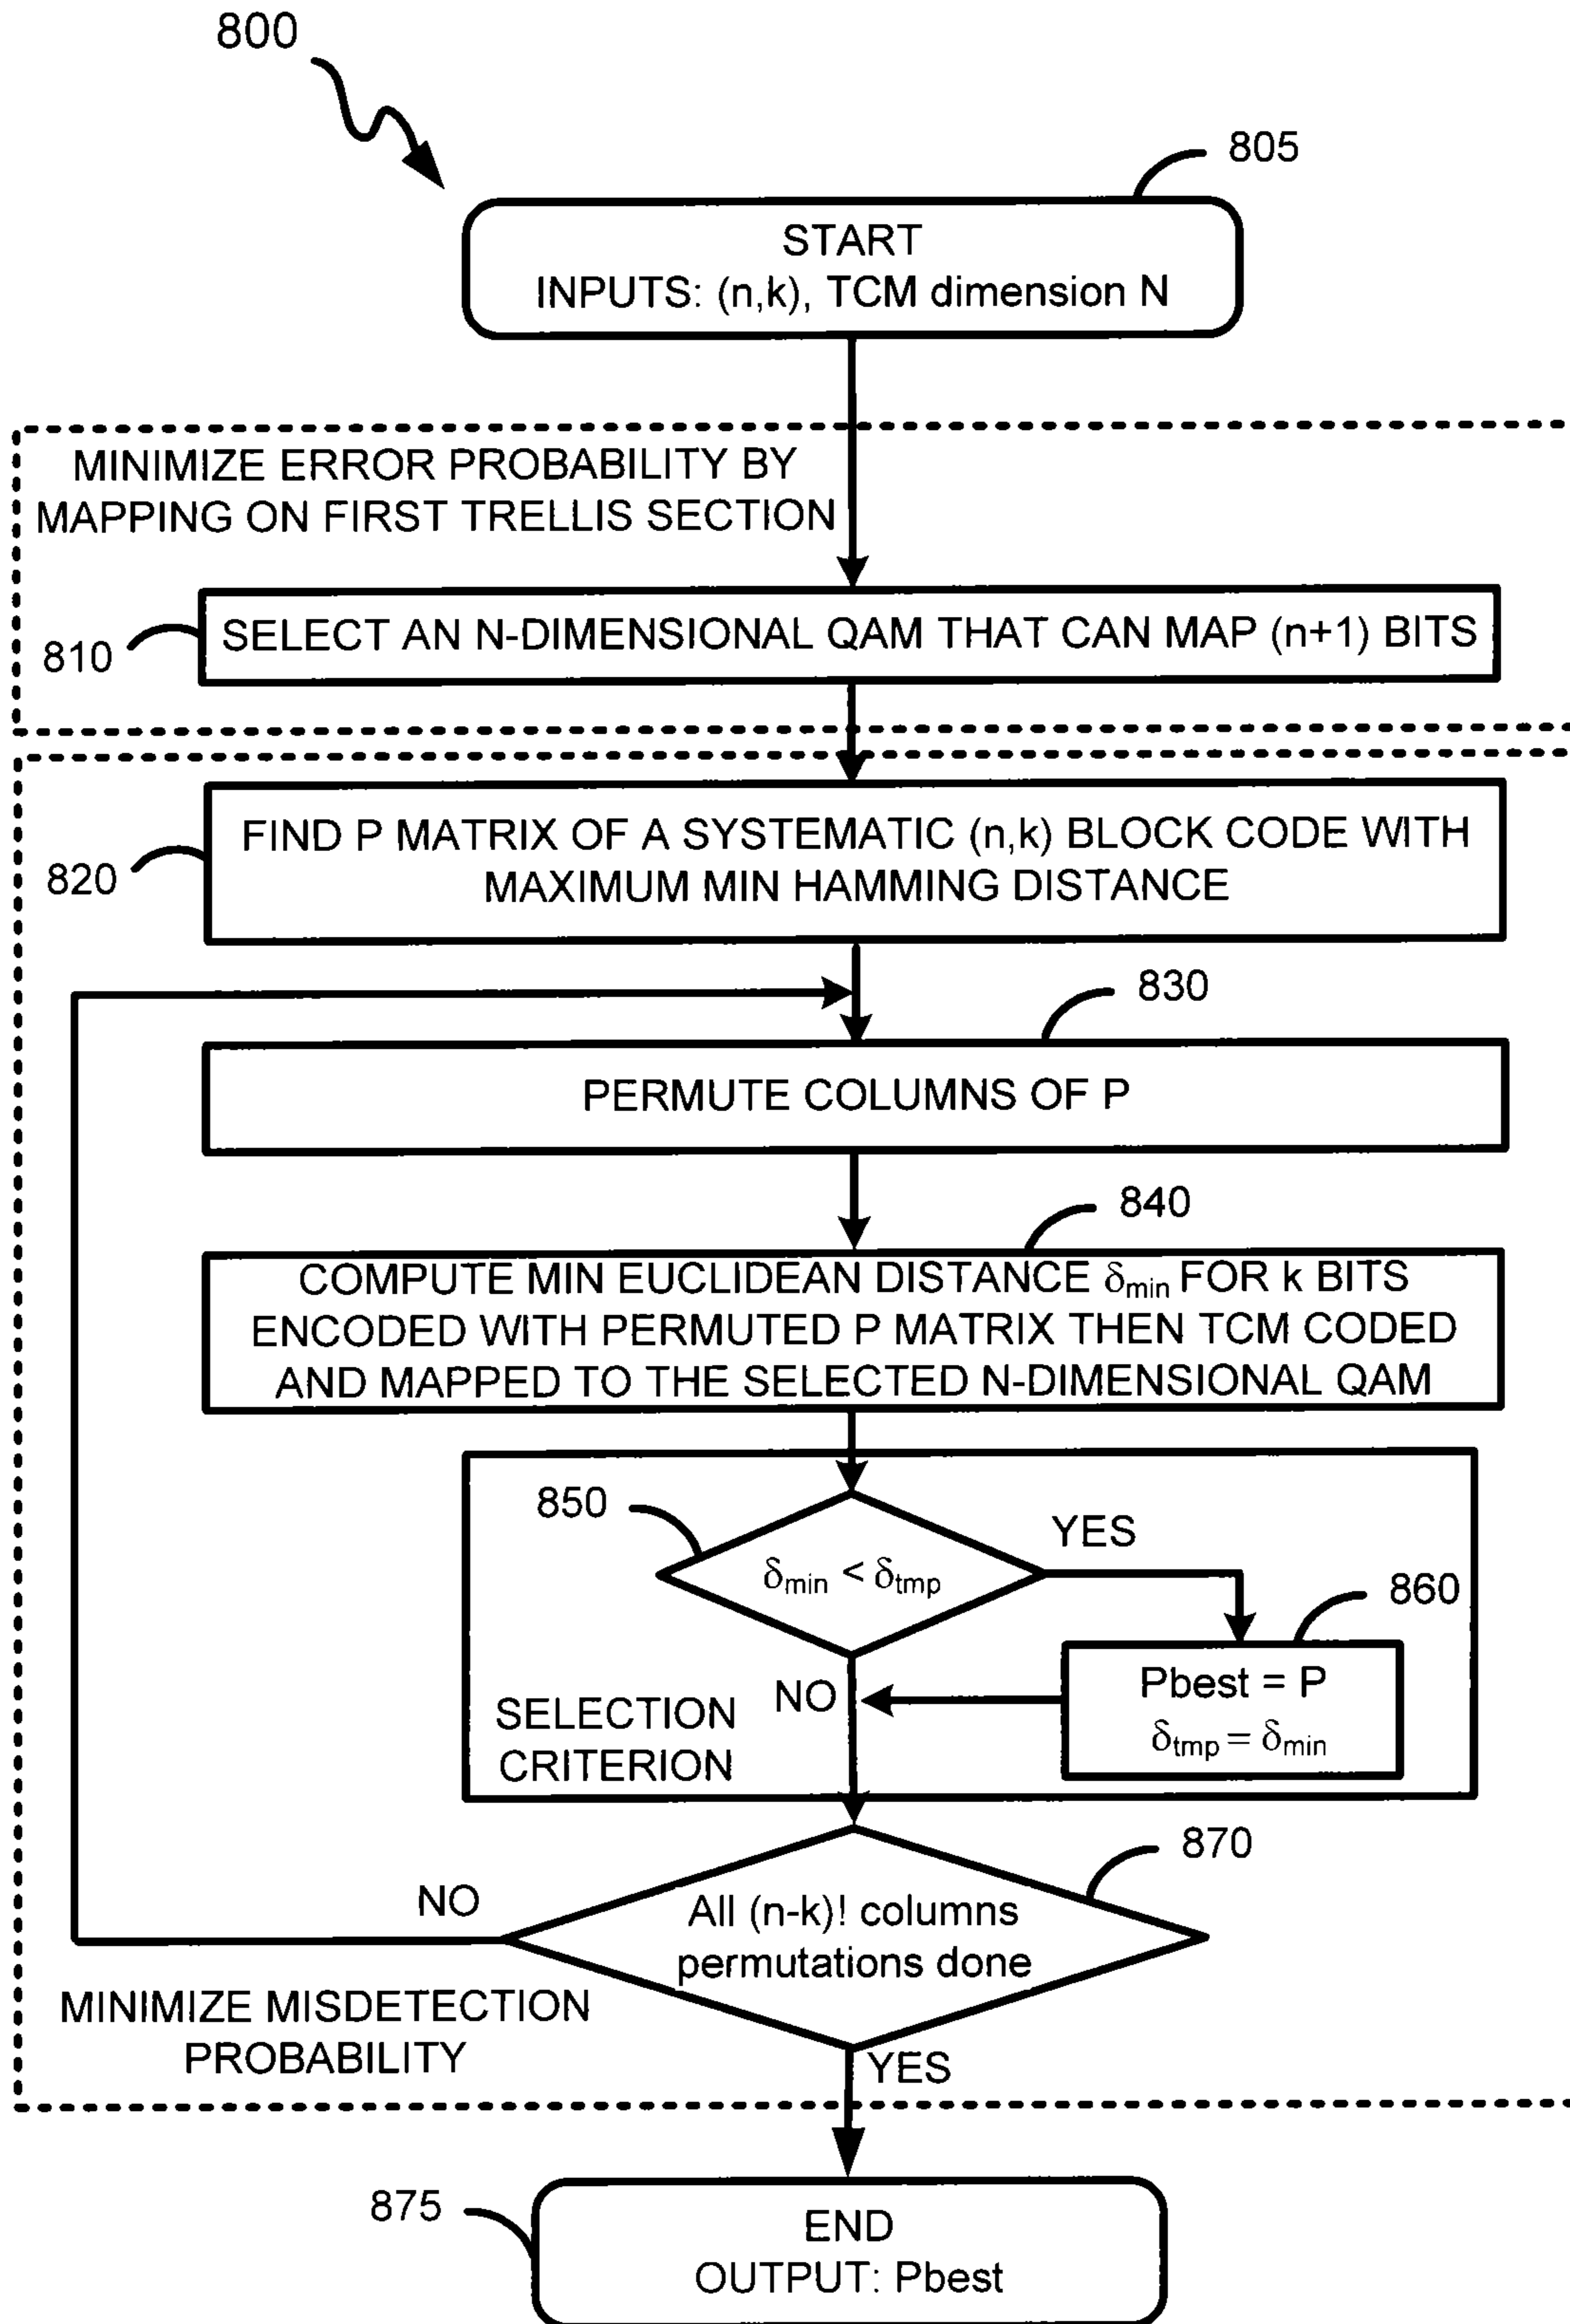 800
805
START
INPUTS: (n,k), TCM dimension N
MINIMIZE ERROR PROBABILITY BY
MAPPING ON FIRST TRELLIS SECTION
810
SELECT AN N-DIMENSIONAL QAM THAT CAN MAP (n+1) BITS
820
FIND P MATRIX OF A SYSTEMATIC (n,k) BLOCK CODE WITH
MAXIMUM MIN HAMMING DISTANCE
830
PERMUTE COLUMNS OF P
840
COMPUTE MIN EUCLIDEAN DISTANCE δmin FOR k BITS
ENCODED WITH PERMUTED P MATRIX THEN TCM CODED
AND MAPPED TO THE SELECTED N-DIMENSIONAL QAM
850
YES
δmin < δtmp
860
Pbest = P
δtmp = δmin
NO
SELECTION
CRITERION
870
NO
All (n-k)! columns
permutations done
MINIMIZE MISDETECTION
PROBABILITY
YES
875
END
OUTPUT: Pbest